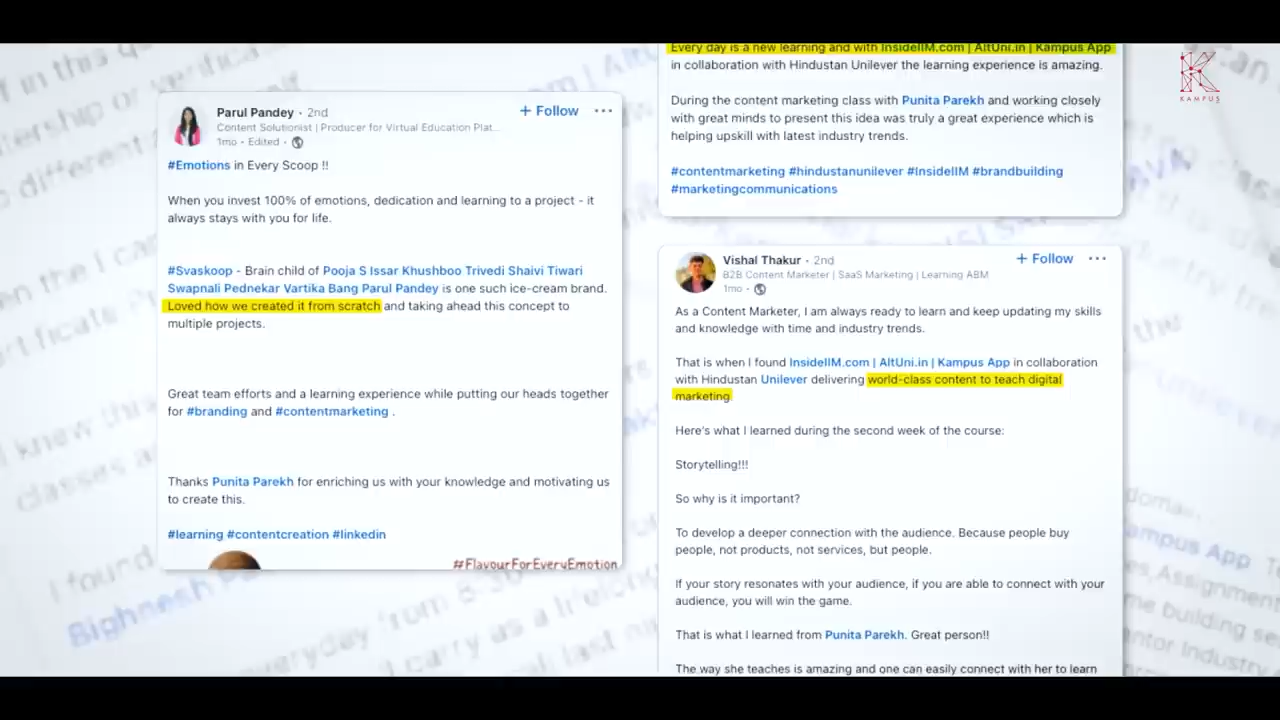 KAMPUS
Parul Pandey · 2nd
+ Follow ···
Content Solutionist | Producer for Virtual Education Plat...
1mo · Edited ·
#Emotions in Every Scoop !!
When you invest 100% of emotions, dedication and learning to a project - it
always stays with you for life.
#Svaskoop - Brain child of Pooja S Issar Khushboo Trivedi Shaivi Tiwari
Swapnali Pednekar Vartika Bang Parul Pandey is one such ice-cream brand.
Loved how we created it from scratch and taking ahead this concept to
multiple projects.
Great team efforts and a learning experience while putting our heads together
for #branding and #contentmarketing .
Thanks Punita Parekh for enriching us with your knowledge and motivating us
to create this.
#learning #contentcreation #linkedin
#FlavourForEveryEmotion
Every day is a new learning and with InsideIIM.com | AltUni.in | Kampus App
in collaboration with Hindustan Unilever the learning experience is amazing.
During the content marketing class with Punita Parekh and working closely
with great minds to present this idea was truly a great experience which is
helping upskill with latest industry trends.
#contentmarketing #hindustanunilever #InsideIIM #brandbuilding
#marketingcommunications
Vishal Thakur · 2nd
+ Follow ···
B2B Content Marketer | SaaS Marketing | Learning ABM
1mo ·
As a Content Marketer, I am always ready to learn and keep updating my skills
and knowledge with time and industry trends.
That is when I found InsideIIM.com | AltUni.in | Kampus App in collaboration
with Hindustan Unilever delivering world-class content to teach digital
marketing
Here's what I learned during the second week of the course:
Storytelling!!!
So why is it important?
To develop a deeper connection with the audience. Because people buy
people, not products, not services, but people.
If your story resonates with your audience, if you are able to connect with your
audience, you will win the game.
That is what I learned from Punita Parekh. Great person!!
The way she teaches is amazing and one can easily connect with her to learn